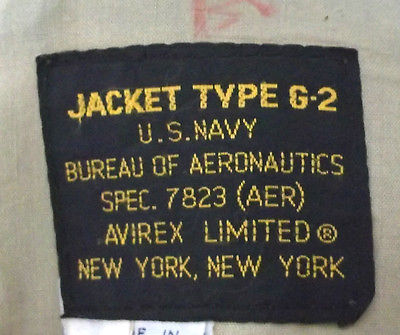 JACKET TYPE G-2
U.S. NAVY
BUREAU OF AERONAUTICS
SPEC. 7823 (AER)
AVIREX LIMITED ®
NEW YORK, NEW YORK